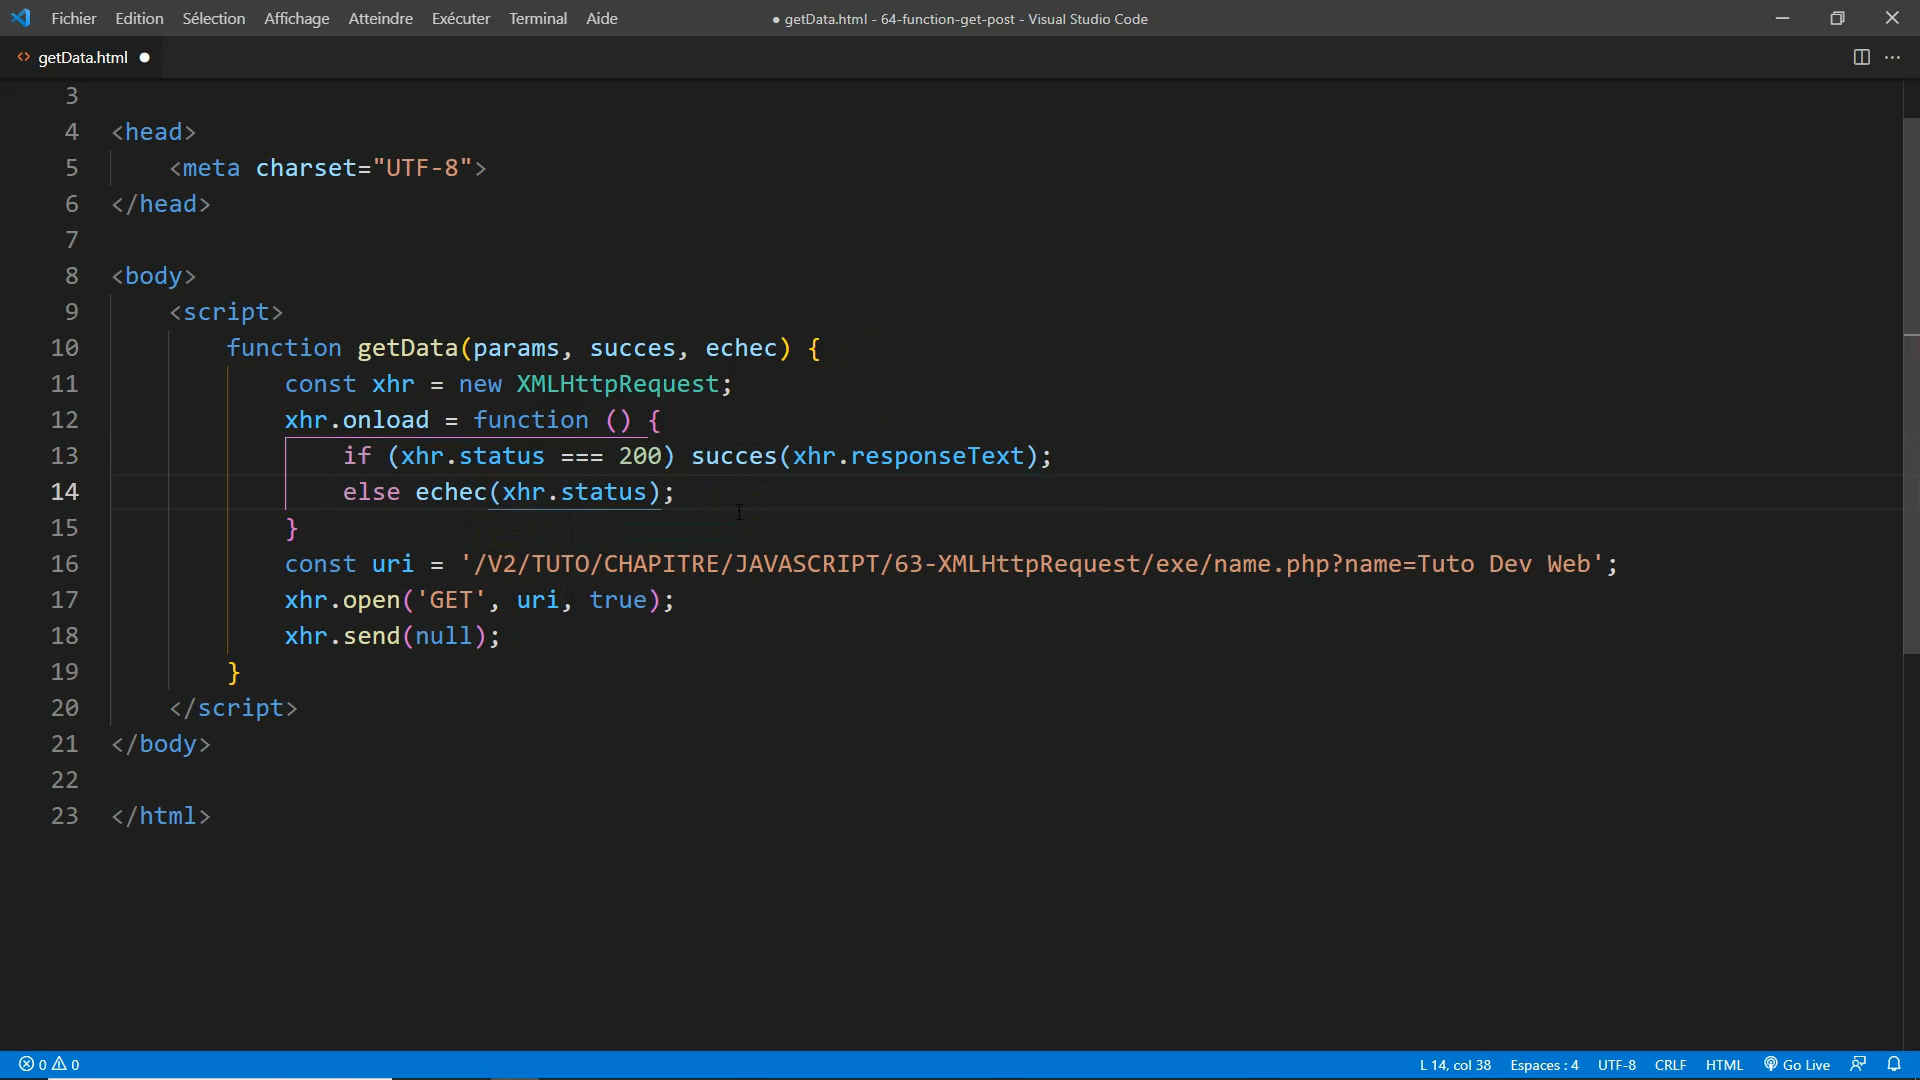 Fichier Edition Sélection Affichage Atteindre Exécuter Terminal Aide
● getData.html - 64-function-get-post - Visual Studio Code
<> getData.html ●
3
4 <head>
5 <meta charset="UTF-8">
6 </head>
7
8 <body>
9 <script>
10 function getData(params, succes, echec) {
11 const xhr = new XMLHttpRequest;
12 xhr.onload = function () {
13 if (xhr.status === 200) succes(xhr.responseText);
14 else echec(xhr.status);
15 }
16 const uri = '/V2/TUTO/CHAPITRE/JAVASCRIPT/63-XMLHttpRequest/exe/name.php?name=Tuto Dev Web';
17 xhr.open('GET', uri, true);
18 xhr.send(null);
19 }
20 </script>
21 </body>
22
23 </html>
0 0 L 14, col 38 Espaces : 4 UTF-8 CRLF HTML Go Live